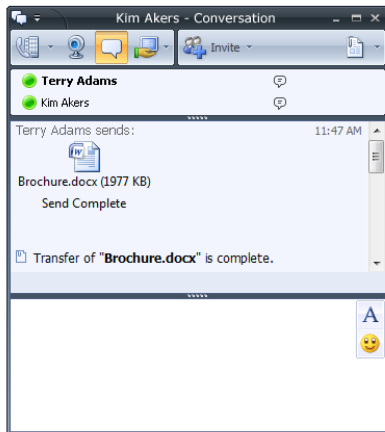 Kim Akers - Conversation
Invite
Terry Adams
Kim Akers
Terry Adams sends: 11:47 AM
Brochure.docx (1977 KB)
Send Complete
Transfer of "Brochure.docx" is complete.
A